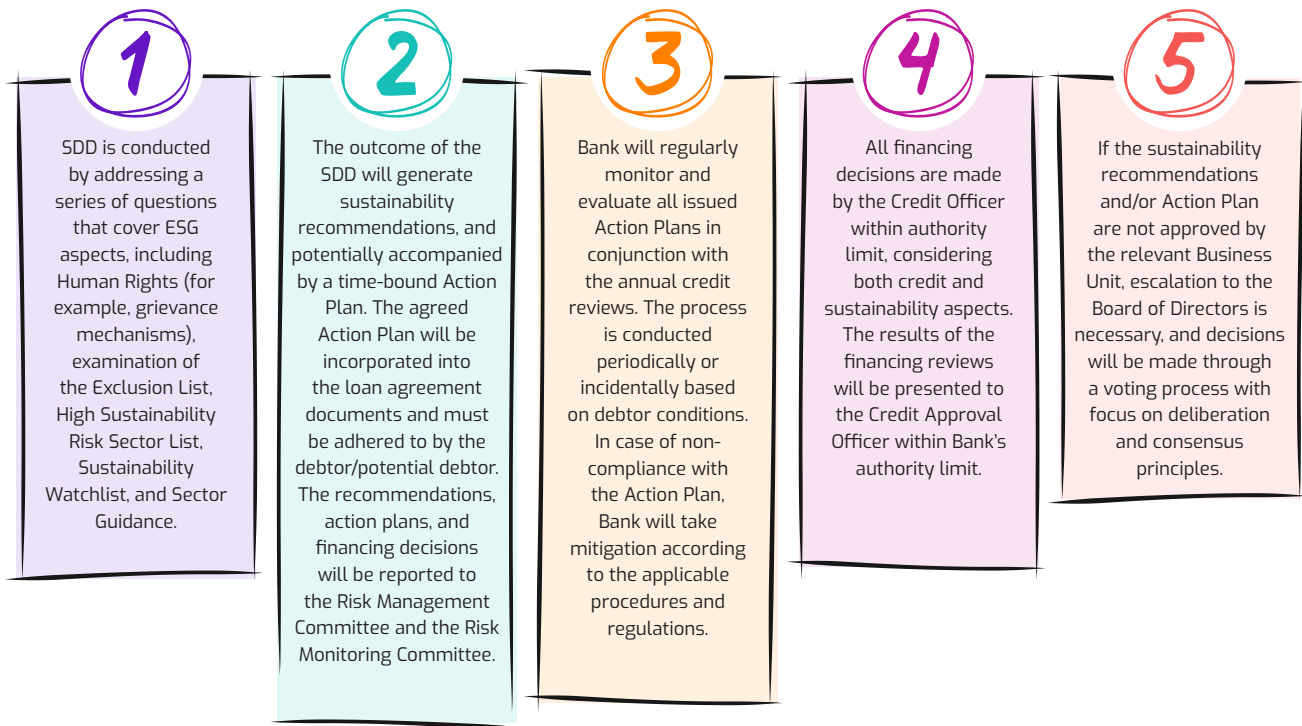 1
SDD is conducted
by addressing a
series of questions
that cover ESG
aspects, including
Human Rights (for
example, grievance
mechanisms),
examination of
the Exclusion List,
High Sustainability
Risk Sector List,
Sustainability
Watchlist, and Sector
Guidance.
2
The outcome of the
SDD will generate
sustainability
recommendations, and
potentially accompanied
by a time-bound Action
Plan. The agreed
Action Plan will be
incorporated into
the loan agreement
documents and must
be adhered to by the
debtor/potential debtor.
The recommendations,
action plans, and
financing decisions
will be reported to
the Risk Management
Committee and the Risk
Monitoring Committee.
3
Bank will regularly
monitor and
evaluate all issued
Action Plans in
conjunction with
the annual credit
reviews. The process
is conducted
periodically or
incidentally based
on debtor conditions.
In case of non-
compliance with
the Action Plan,
Bank will take
mitigation according
to the applicable
procedures and
regulations.
4
All financing
decisions are made
by the Credit Officer
within authority
limit, considering
both credit and
sustainability aspects.
The results of the
financing reviews
will be presented to
the Credit Approval
Officer within Bank's
authority limit.
5
If the sustainability
recommendations
and/or Action Plan
are not approved by
the relevant Business
Unit, escalation to the
Board of Directors is
necessary, and decisions
will be made through
a voting process with
focus on deliberation
and consensus
principles.